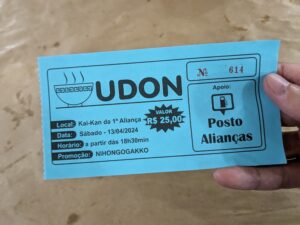 UDON
Nº 614
Local: Kai-Kan da 1ª Aliança
Data: Sábado - 13/04/2024
Horário: a partir dás 18h30min
Promoção: NIHONGOGAKKO
VALOR
R$ 25,00
Apoio:
Posto
Alianças